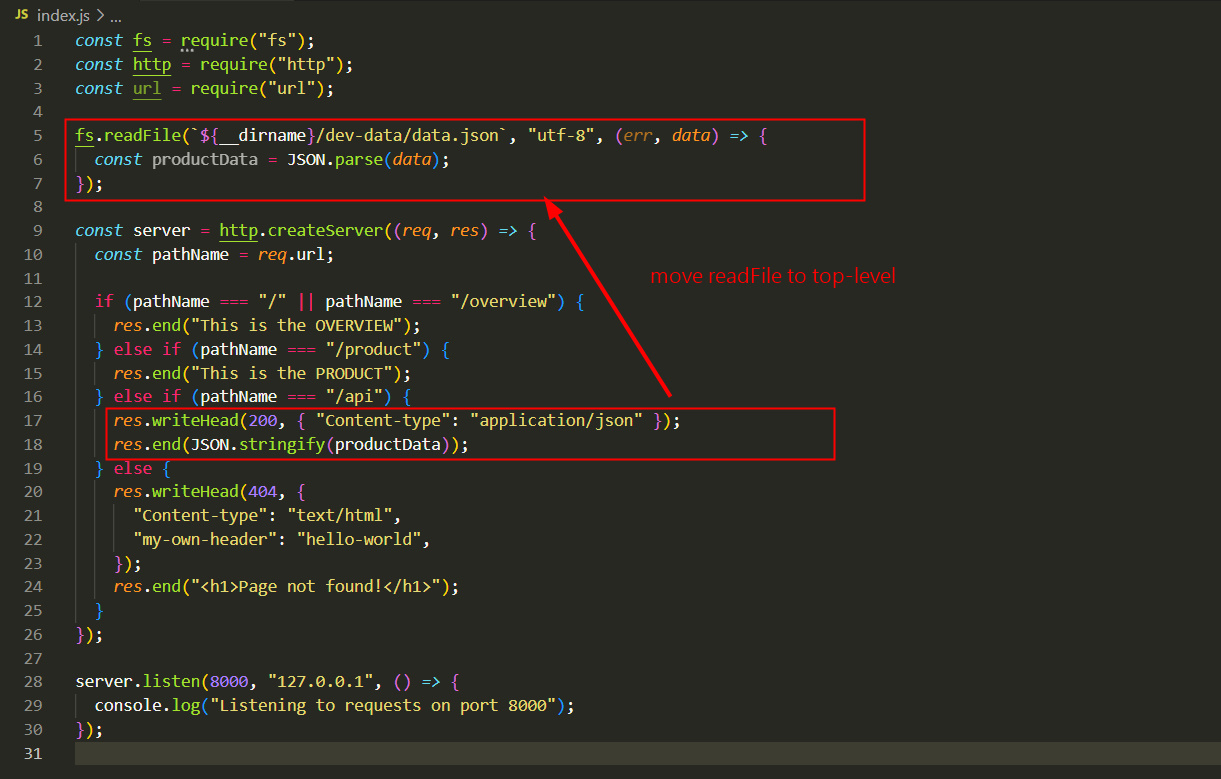 JS index.js > ...
1 const fs = require("fs");
2 const http = require("http");
3 const url = require("url");
4
5 fs.readFile(`${__dirname}/dev-data/data.json`, "utf-8", (err, data) => {
6 const productData = JSON.parse(data);
7 });
8
9 const server = http.createServer((req, res) => {
10 const pathName = req.url;
11
move readFile to top-level
12 if (pathName === "/" || pathName === "/overview") {
13 res.end("This is the OVERVIEW");
14 } else if (pathName === "/product") {
15 res.end("This is the PRODUCT");
16 } else if (pathName === "/api") {
17 res.writeHead(200, { "Content-type": "application/json" });
18 res.end(JSON.stringify(productData));
19 } else {
20 res.writeHead(404, {
21 "Content-type": "text/html",
22 "my-own-header": "hello-world",
23 });
24 res.end("<h1>Page not found!</h1>");
25 }
26 });
27
28 server.listen(8000, "127.0.0.1", () => {
29 console.log("Listening to requests on port 8000");
30 });
31